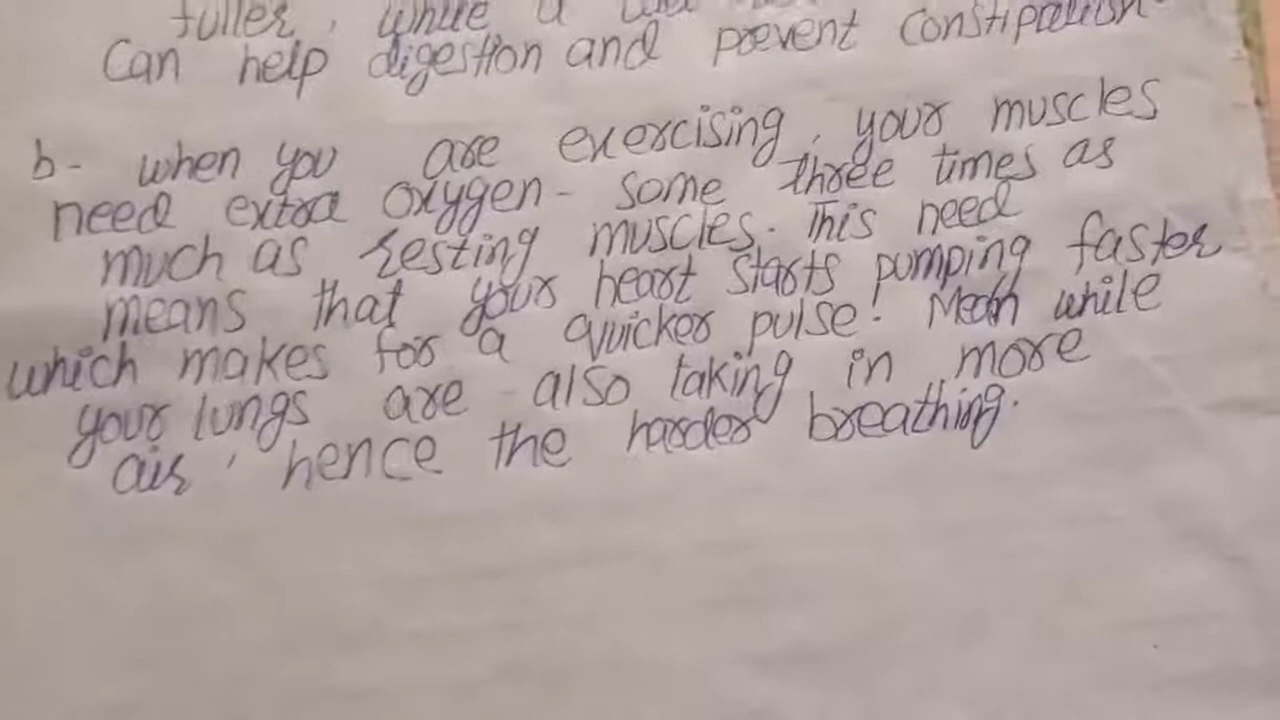 fuller, while a
Can help digestion and prevent constipation
b- when you are exercising, your muscles
need extra oxygen- some three times as
much as resting muscles. This need
means that your heart starts pumping faster
which makes for a quicker pulse! Mean while
your lungs are also taking in more
air, hence the harder breathing.